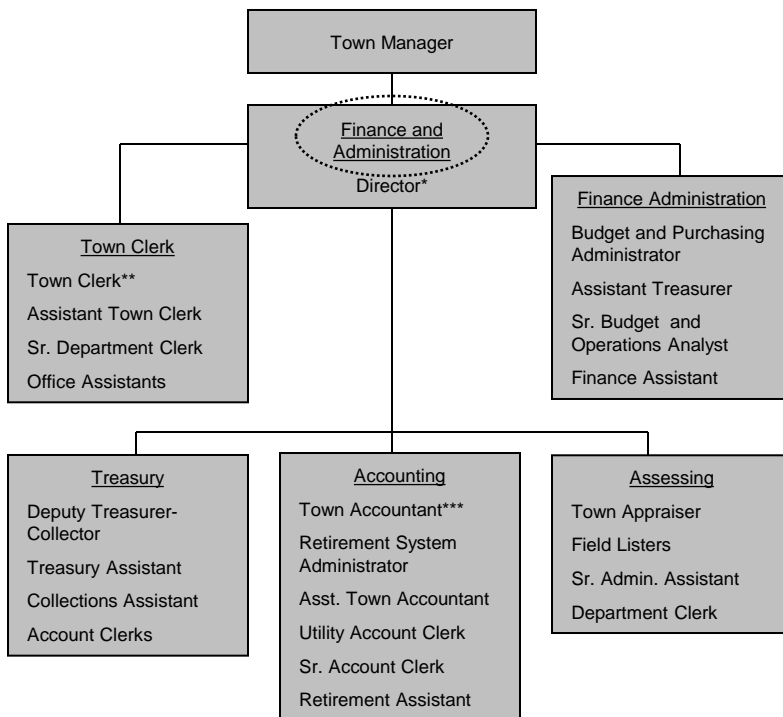 Town Manager
Finance and
Administration
Director*
Town Clerk
Town Clerk**
Assistant Town Clerk
Sr. Department Clerk
Office Assistants
Finance Administration
Budget and Purchasing
Administrator
Assistant Treasurer
Sr. Budget and
Operations Analyst
Finance Assistant
Treasury
Deputy Treasurer-
Collector
Treasury Assistant
Collections Assistant
Account Clerks
Accounting
Town Accountant***
Retirement System
Administrator
Asst. Town Accountant
Utility Account Clerk
Sr. Account Clerk
Retirement Assistant
Assessing
Town Appraiser
Field Listers
Sr. Admin. Assistant
Department Clerk